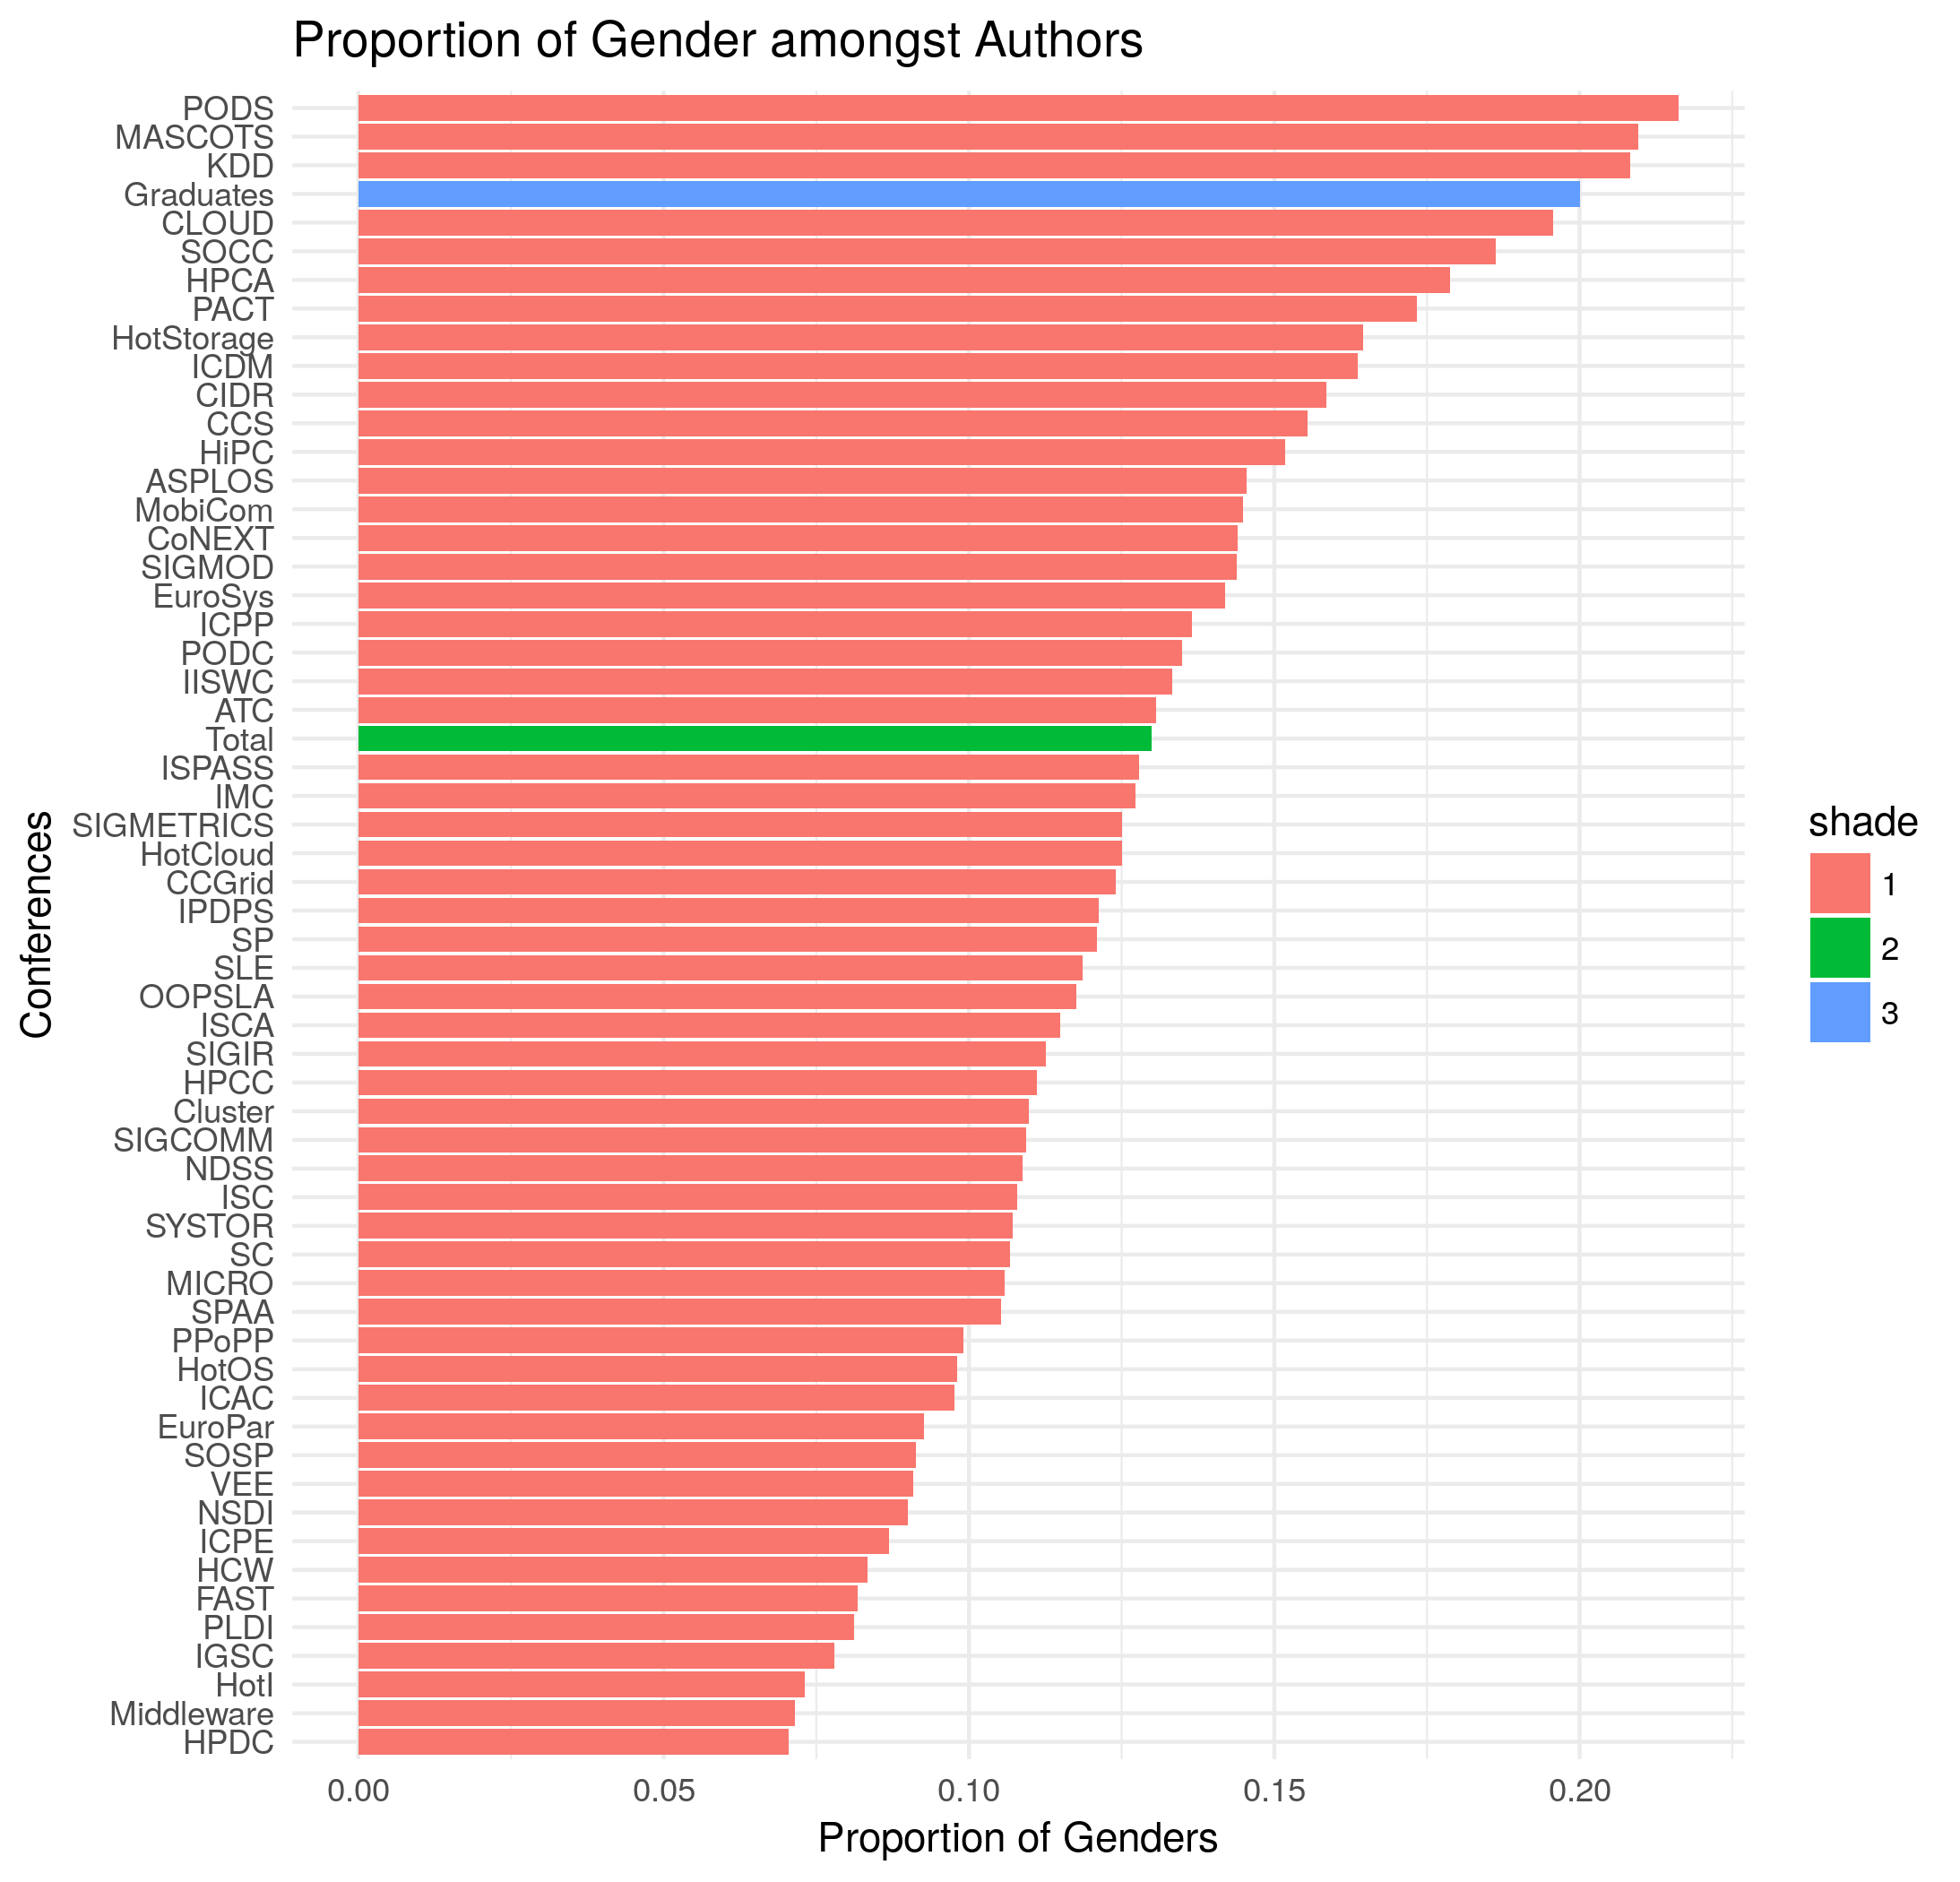 Proportion of Gender amongst Authors
PODS
MASCOTS
KDD
Graduates
CLOUD
SOCC
HPCA
PACT
HotStorage
ICDM
CIDR
CCS
HiPC
ASPLOS
MobiCom
CoNEXT
SIGMOD
EuroSys
ICPP
PODC
IISWC
ATC
Total
ISPASS
IMC
SIGMETRICS
HotCloud
CCGrid
IPDPS
SP
SLE
OOPSLA
ISCA
SIGIR
HPCC
Cluster
SIGCOMM
NDSS
ISC
SYSTOR
SC
MICRO
SPAA
PPoPP
HotOS
ICAC
EuroPar
SOSP
VEE
NSDI
ICPE
HCW
FAST
PLDI
IGSC
HotI
Middleware
HPDC
Conferences
0.00 0.05 0.10 0.15 0.20
Proportion of Genders
shade
1
2
3